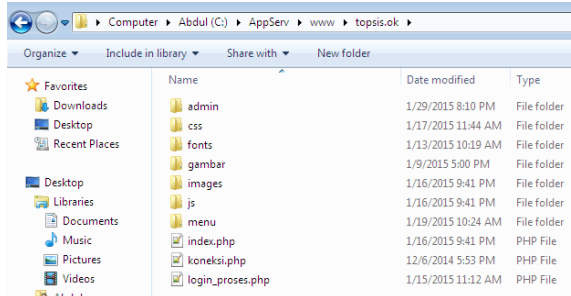 Computer ▸ Abdul (C:) ▸ AppServ ▸ www ▸ topsis.ok ▸
Organize ▾ Include in library ▾ Share with ▾ New folder
Favorites
Downloads
Desktop
Recent Places
Desktop
Libraries
Documents
Music
Pictures
Videos
Name Date modified Type
admin 1/29/2015 8:10 PM File folder
css 1/17/2015 11:44 AM File folder
fonts 1/13/2015 10:19 AM File folder
gambar 1/9/2015 5:00 PM File folder
images 1/16/2015 9:41 PM File folder
js 1/16/2015 9:41 PM File folder
menu 1/19/2015 10:24 AM File folder
index.php 1/16/2015 9:41 PM PHP File
koneksi.php 12/6/2014 5:53 PM PHP File
login_proses.php 1/15/2015 11:12 AM PHP File